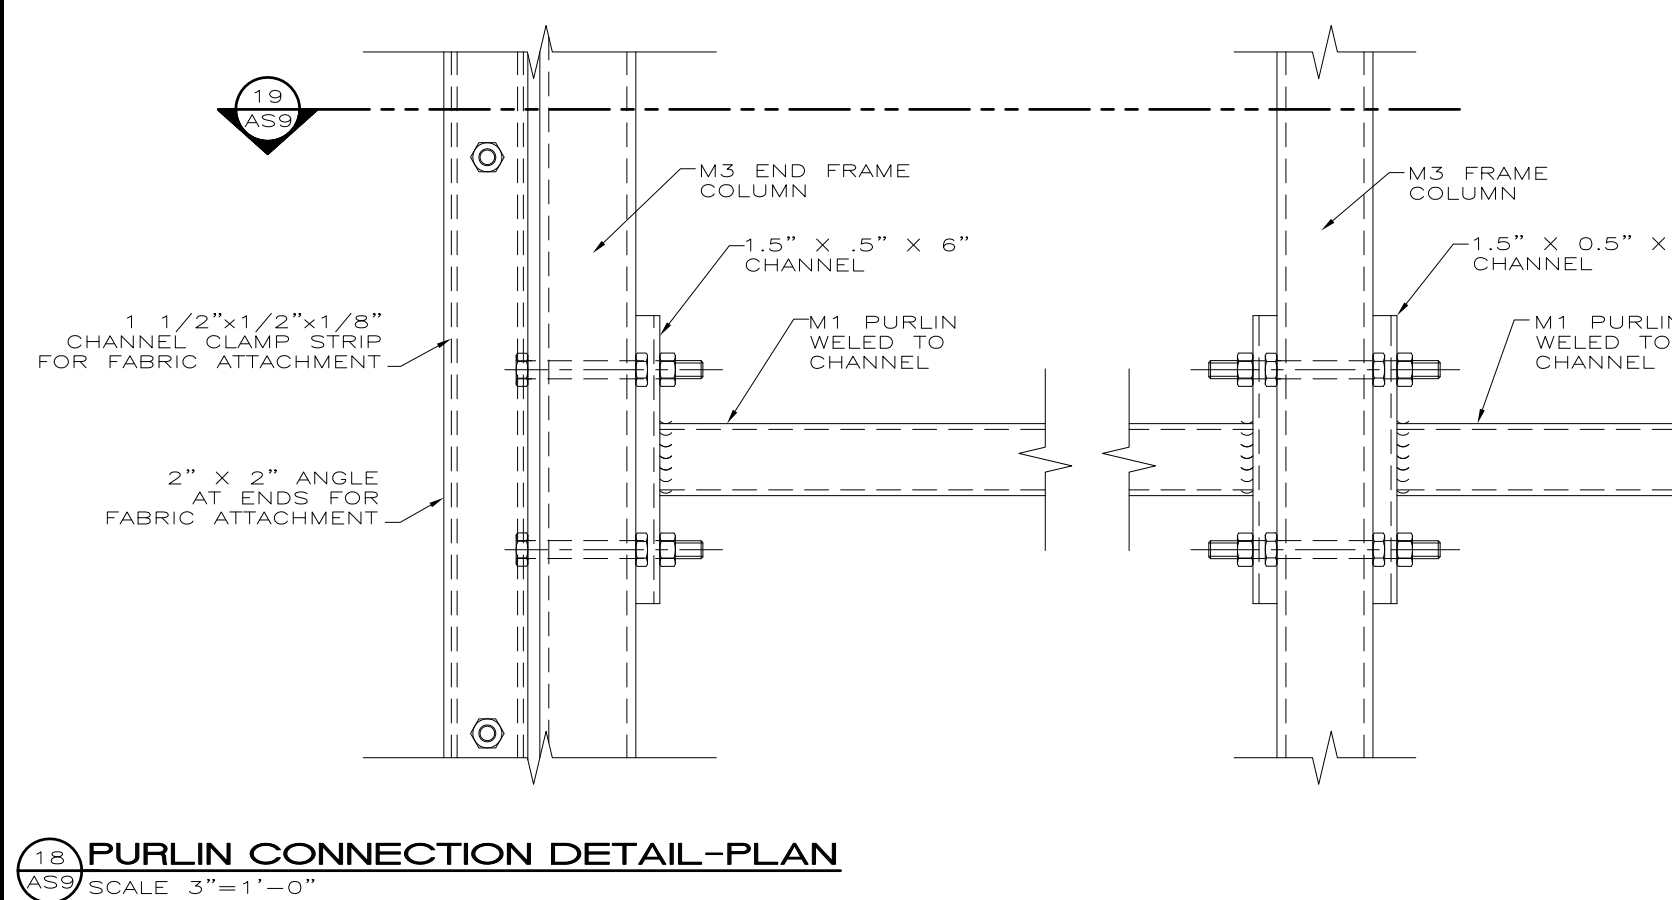 19
AS9
M3 END FRAME
COLUMN
M3 FRAME
COLUMN
1.5” X .5” X 6”
CHANNEL
1.5” X 0.5” X
CHANNEL
1 1/2”x1/2”x1/8”
CHANNEL CLAMP STRIP
FOR FABRIC ATTACHMENT
M1 PURLIN
WELED TO
CHANNEL
M1 PURLIN
WELED TO
CHANNEL
2” X 2” ANGLE
AT ENDS FOR
FABRIC ATTACHMENT
18
AS9
PURLIN CONNECTION DETAIL-PLAN
SCALE 3”=1’-0”